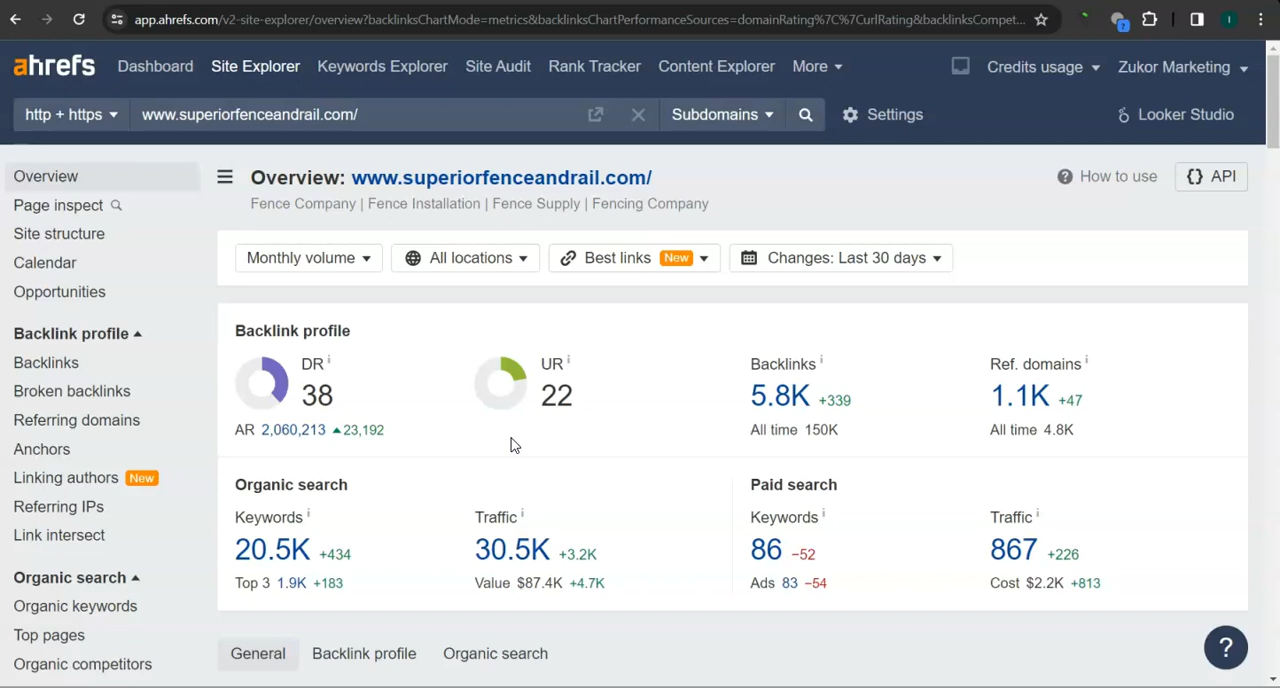 app.ahrefs.com/v2-site-explorer/overview?backlinksChartMode=metrics&backlinksChartPerformanceSources=domainRating%7C%7CurlRating&backlinksCompet...
ahrefs Dashboard Site Explorer Keywords Explorer Site Audit Rank Tracker Content Explorer More Credits usage Zukor Marketing
http + https www.superiorfenceandrail.com/ Subdomains Settings Looker Studio
Overview
Page inspect
Site structure
Calendar
Opportunities
Backlink profile
Backlinks
Broken backlinks
Referring domains
Anchors
Linking authors New
Referring IPs
Link intersect
Organic search
Organic keywords
Top pages
Organic competitors
Overview: www.superiorfenceandrail.com/ ? How to use {} API
Fence Company | Fence Installation | Fence Supply | Fencing Company
Monthly volume All locations Best links New Changes: Last 30 days
Backlink profile
DR i UR i Backlinks i Ref. domains i
38 22 5.8K +339 1.1K +47
AR 2,060,213 23,192 All time 150K All time 4.8K
Organic search Paid search
Keywords i Traffic i Keywords i Traffic i
20.5K +434 30.5K +3.2K 86 −52 867 +226
Top 3 1.9K +183 Value $87.4K +4.7K Ads 83 −54 Cost $2.2K +813
General Backlink profile Organic search
?